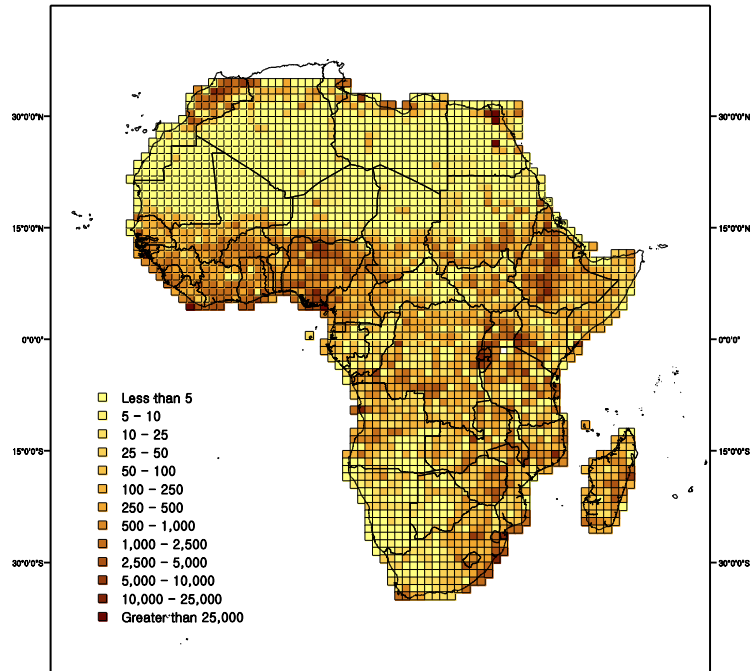 30°0'0"N 30°0'0"N
15°0'0"N 15°0'0"N
0°0'0" 0°0'0"
Less than 5
5 – 10
10 – 25
25 – 50
50 – 100
100 – 250
250 – 500
500 – 1,000
1,000 – 2,500
2,500 – 5,000
5,000 – 10,000
10,000 – 25,000
Greater than 25,000
15°0'0"S 15°0'0"S
30°0'0"S 30°0'0"S